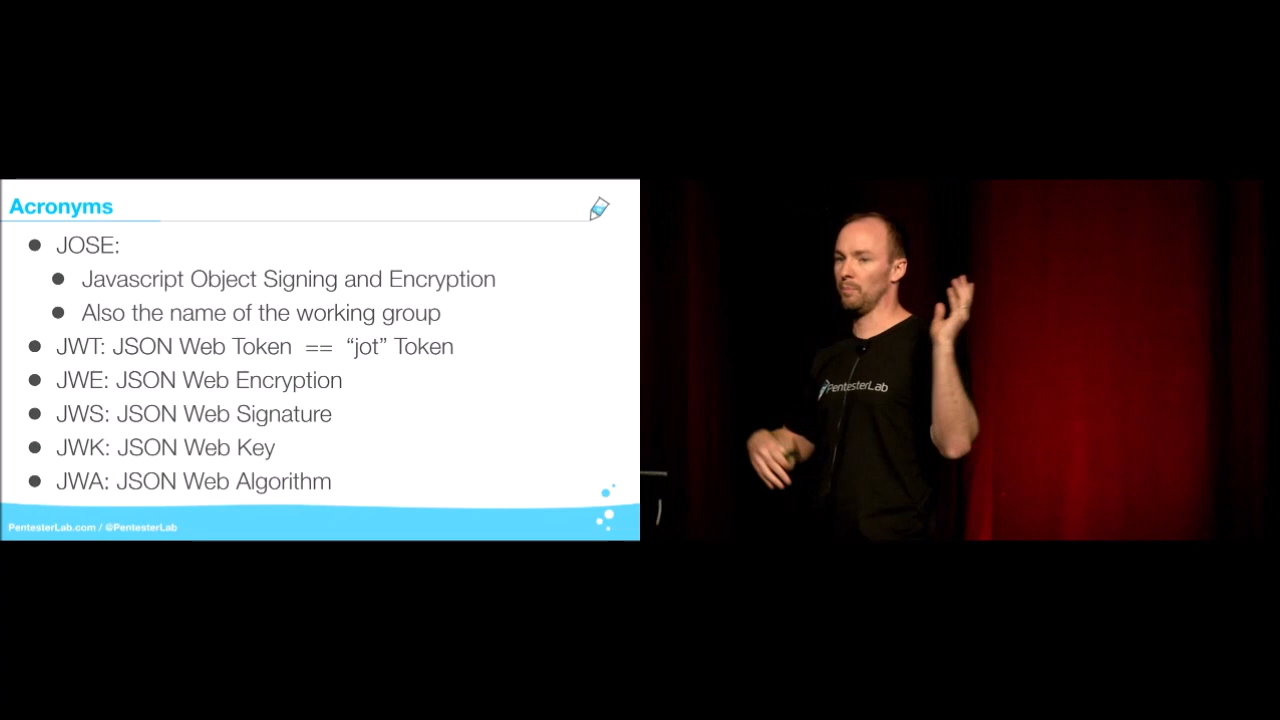 Acronyms
● JOSE:
● Javascript Object Signing and Encryption
● Also the name of the working group
● JWT: JSON Web Token == “jot” Token
● JWE: JSON Web Encryption
● JWS: JSON Web Signature
● JWK: JSON Web Key
● JWA: JSON Web Algorithm
PentesterLab.com / @PentesterLab
PentesterLab